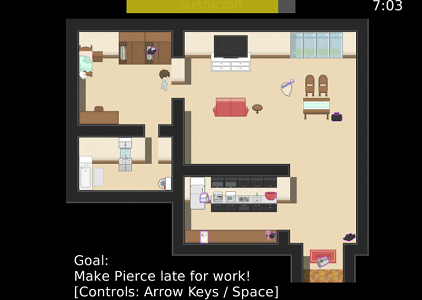 suspicion
7:03
Goal:
Make Pierce late for work!
[Controls: Arrow Keys / Space]